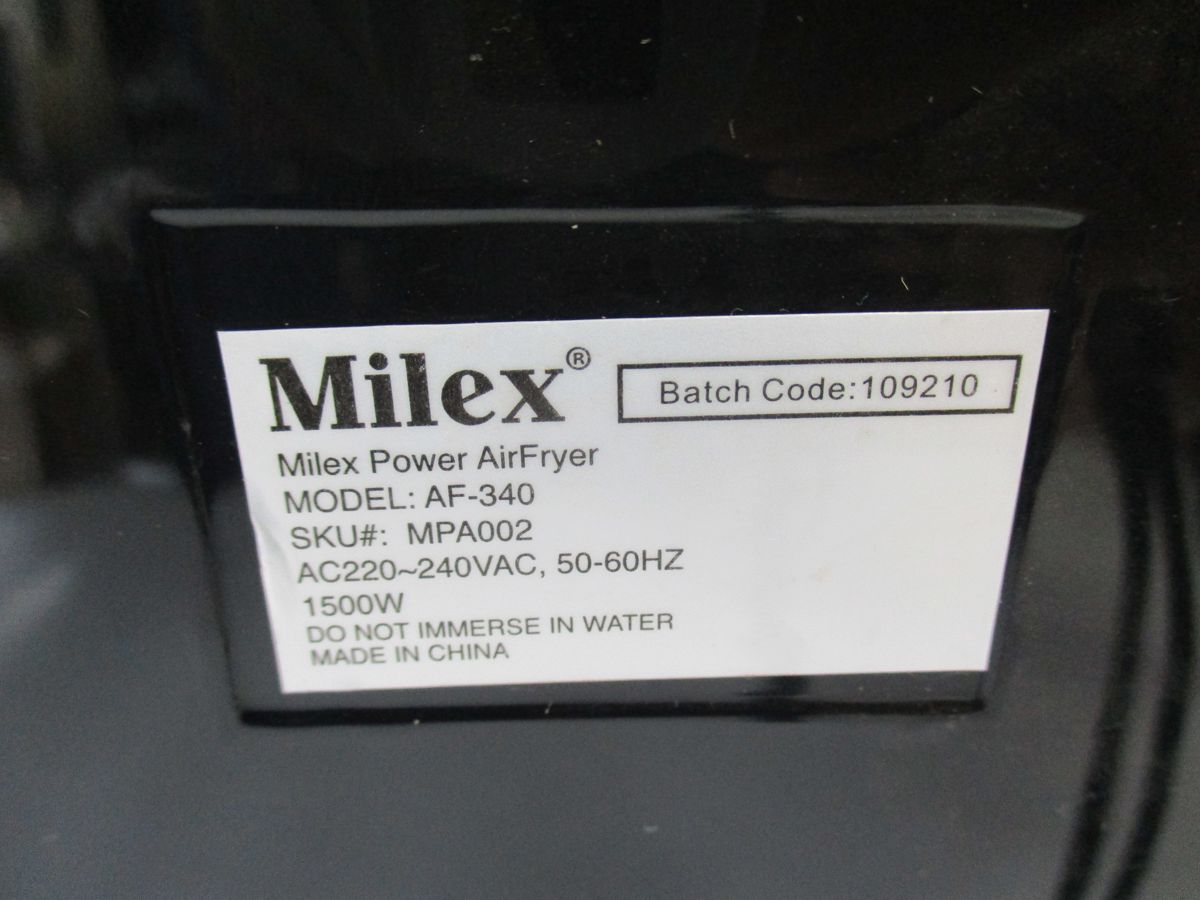 Milex®
Batch Code:109210
Milex Power AirFryer
MODEL: AF-340
SKU#: MPA002
AC220~240VAC, 50-60HZ
1500W
DO NOT IMMERSE IN WATER
MADE IN CHINA